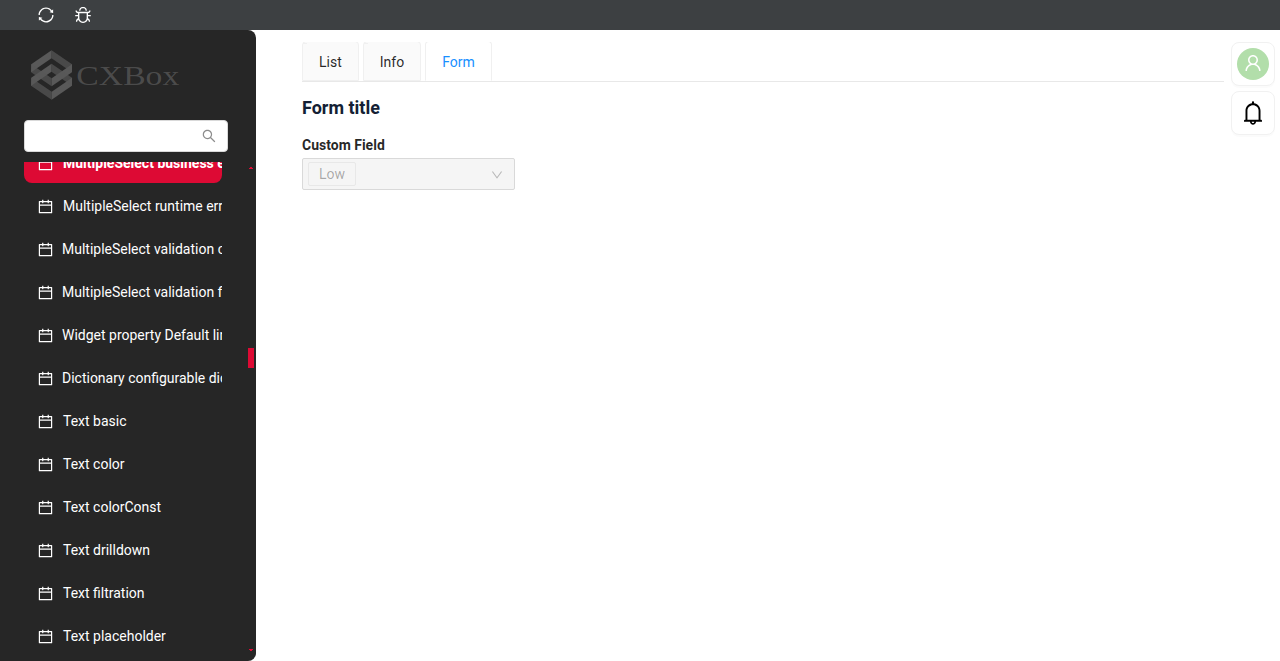 CXBox
MultipleSelect business e
MultipleSelect runtime err
MultipleSelect validation c
MultipleSelect validation f
Widget property Default lin
Dictionary configurable dic
Text basic
Text color
Text colorConst
Text drilldown
Text filtration
Text placeholder
List Info Form
Form title
Custom Field
Low